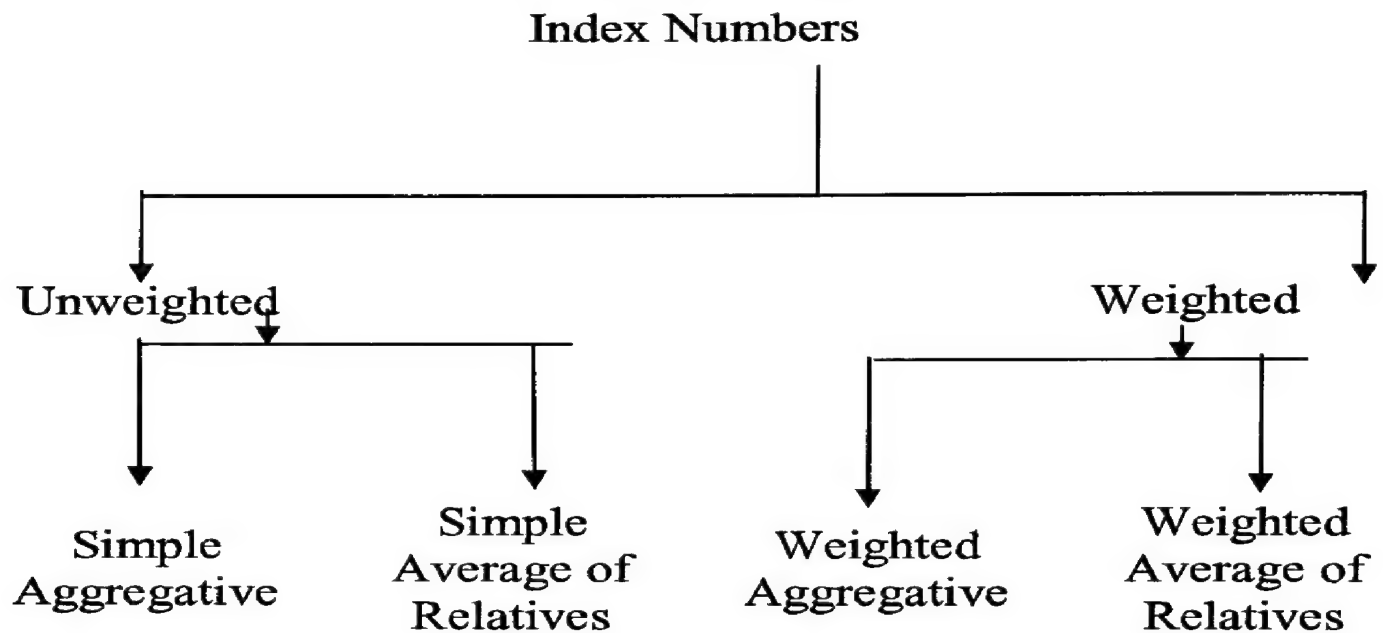 Index Numbers
Unweighted
Weighted
Simple
Aggregative
Simple
Average of
Relatives
Weighted
Aggregative
Weighted
Average of
Relatives